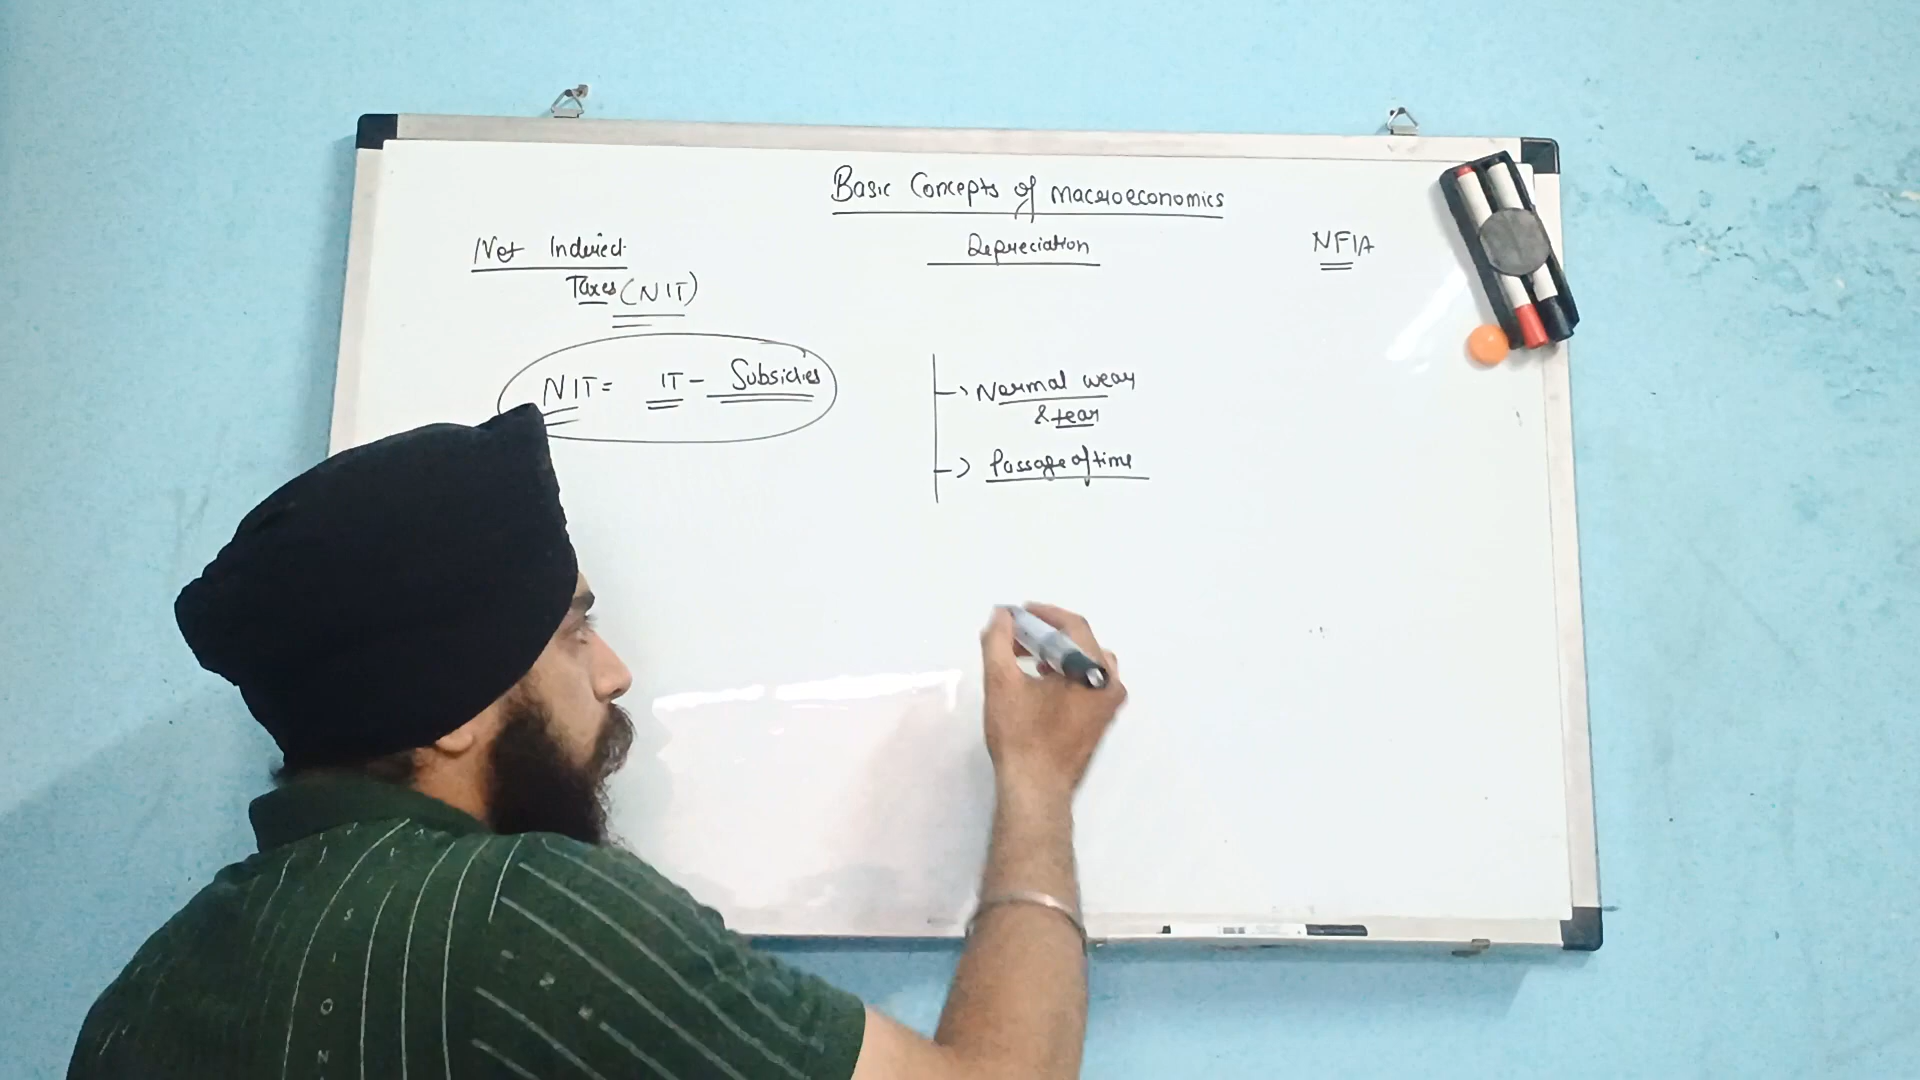 Basic Concepts of macroeconomics
Net Indirect
Taxes (NIT)
NIT = IT - Subsidies
Depreciation
Normal wear
& tear
Passage of time
NFIA